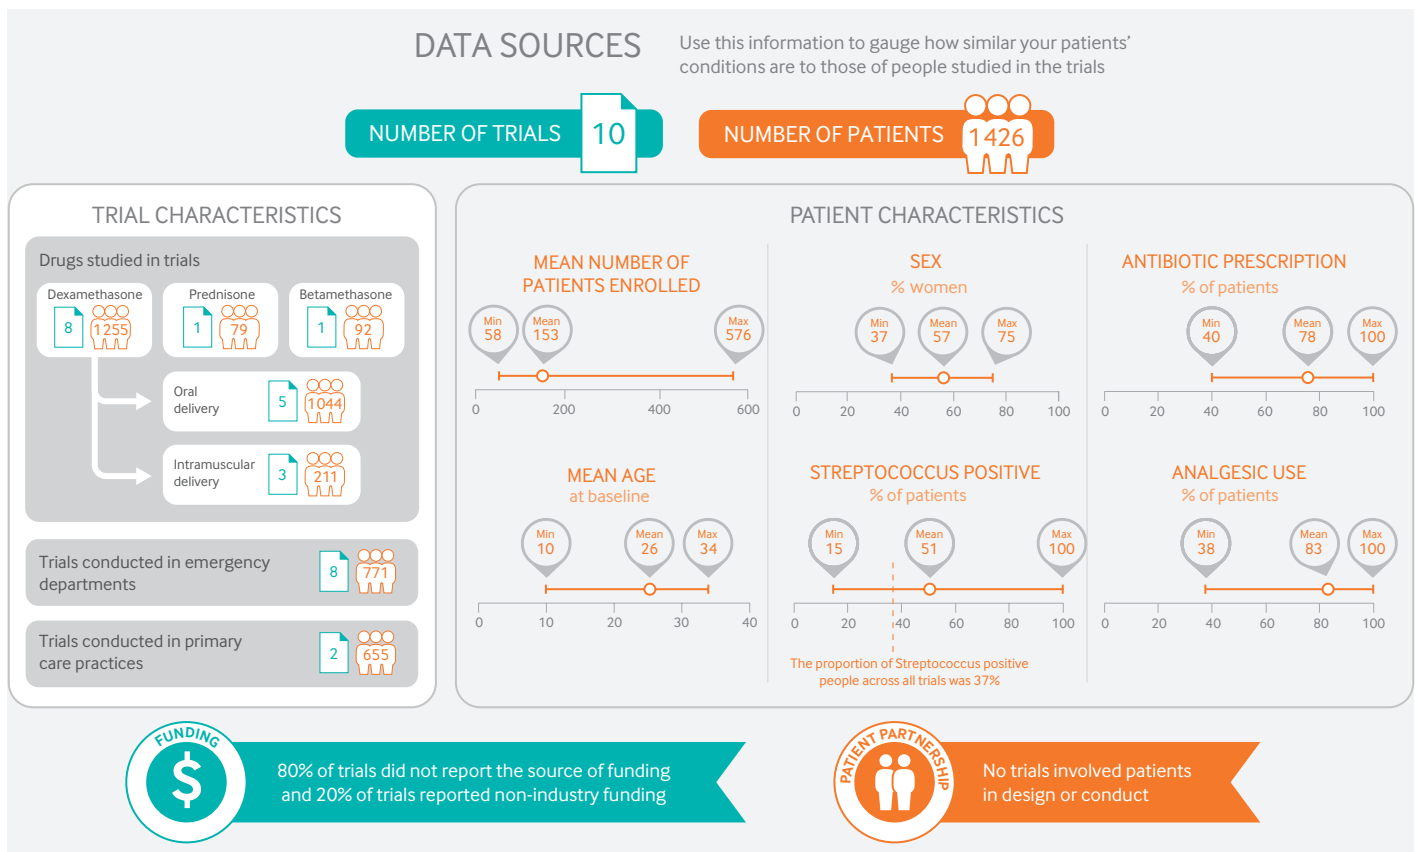 DATA SOURCES
Use this information to gauge how similar your patients'
conditions are to those of people studied in the trials
NUMBER OF TRIALS 10
NUMBER OF PATIENTS 1426
TRIAL CHARACTERISTICS
Drugs studied in trials
Dexamethasone
8 1255
Prednisone
1 79
Betamethasone
1 92
Oral
delivery
5 1044
Intramuscular
delivery
3 211
Trials conducted in emergency
departments
8 771
Trials conducted in primary
care practices
2 655
PATIENT CHARACTERISTICS
MEAN NUMBER OF
PATIENTS ENROLLED
Min
58
Mean
153
Max
576
0 200 400 600
SEX
% women
Min
37
Mean
57
Max
75
0 20 40 60 80 100
ANTIBIOTIC PRESCRIPTION
% of patients
Min
40
Mean
78
Max
100
0 20 40 60 80 100
MEAN AGE
at baseline
Min
10
Mean
26
Max
34
0 10 20 30 40
STREPTOCOCCUS POSITIVE
% of patients
Min
15
Mean
51
Max
100
0 20 40 60 80 100
The proportion of Streptococcus positive
people across all trials was 37%
ANALGESIC USE
% of patients
Min
38
Mean
83
Max
100
0 20 40 60 80 100
FUNDING
$
80% of trials did not report the source of funding
and 20% of trials reported non-industry funding
PATIENT PARTNERSHIP
No trials involved patients
in design or conduct